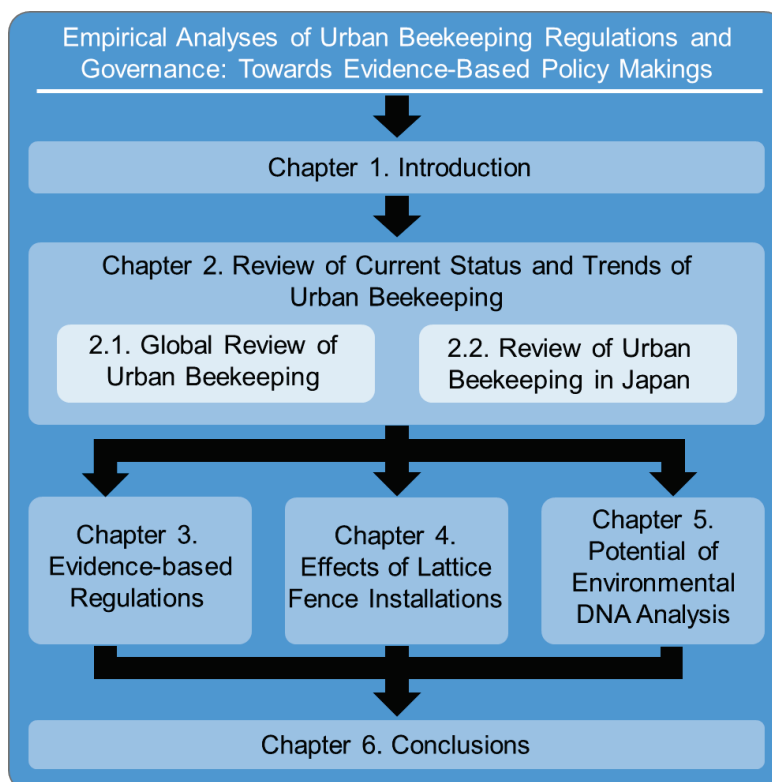 Empirical Analyses of Urban Beekeeping Regulations and
Governance: Towards Evidence-Based Policy Makings
Chapter 1. Introduction
Chapter 2. Review of Current Status and Trends of
Urban Beekeeping
2.1. Global Review of
Urban Beekeeping
2.2. Review of Urban
Beekeeping in Japan
Chapter 3.
Evidence-based
Regulations
Chapter 4.
Effects of Lattice
Fence Installations
Chapter 5.
Potential of
Environmental
DNA Analysis
Chapter 6. Conclusions